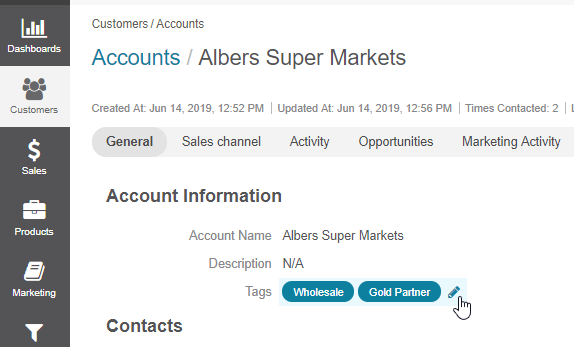 Dashboards
Customers
Sales
Products
Marketing
Customers / Accounts
Accounts / Albers Super Markets
Created At: Jun 14, 2019, 12:52 PM | Updated At: Jun 14, 2019, 12:56 PM | Times Contacted: 2 |
General Sales channel Activity Opportunities Marketing Activity
Account Information
Account Name Albers Super Markets
Description N/A
Tags Wholesale Gold Partner
Contacts